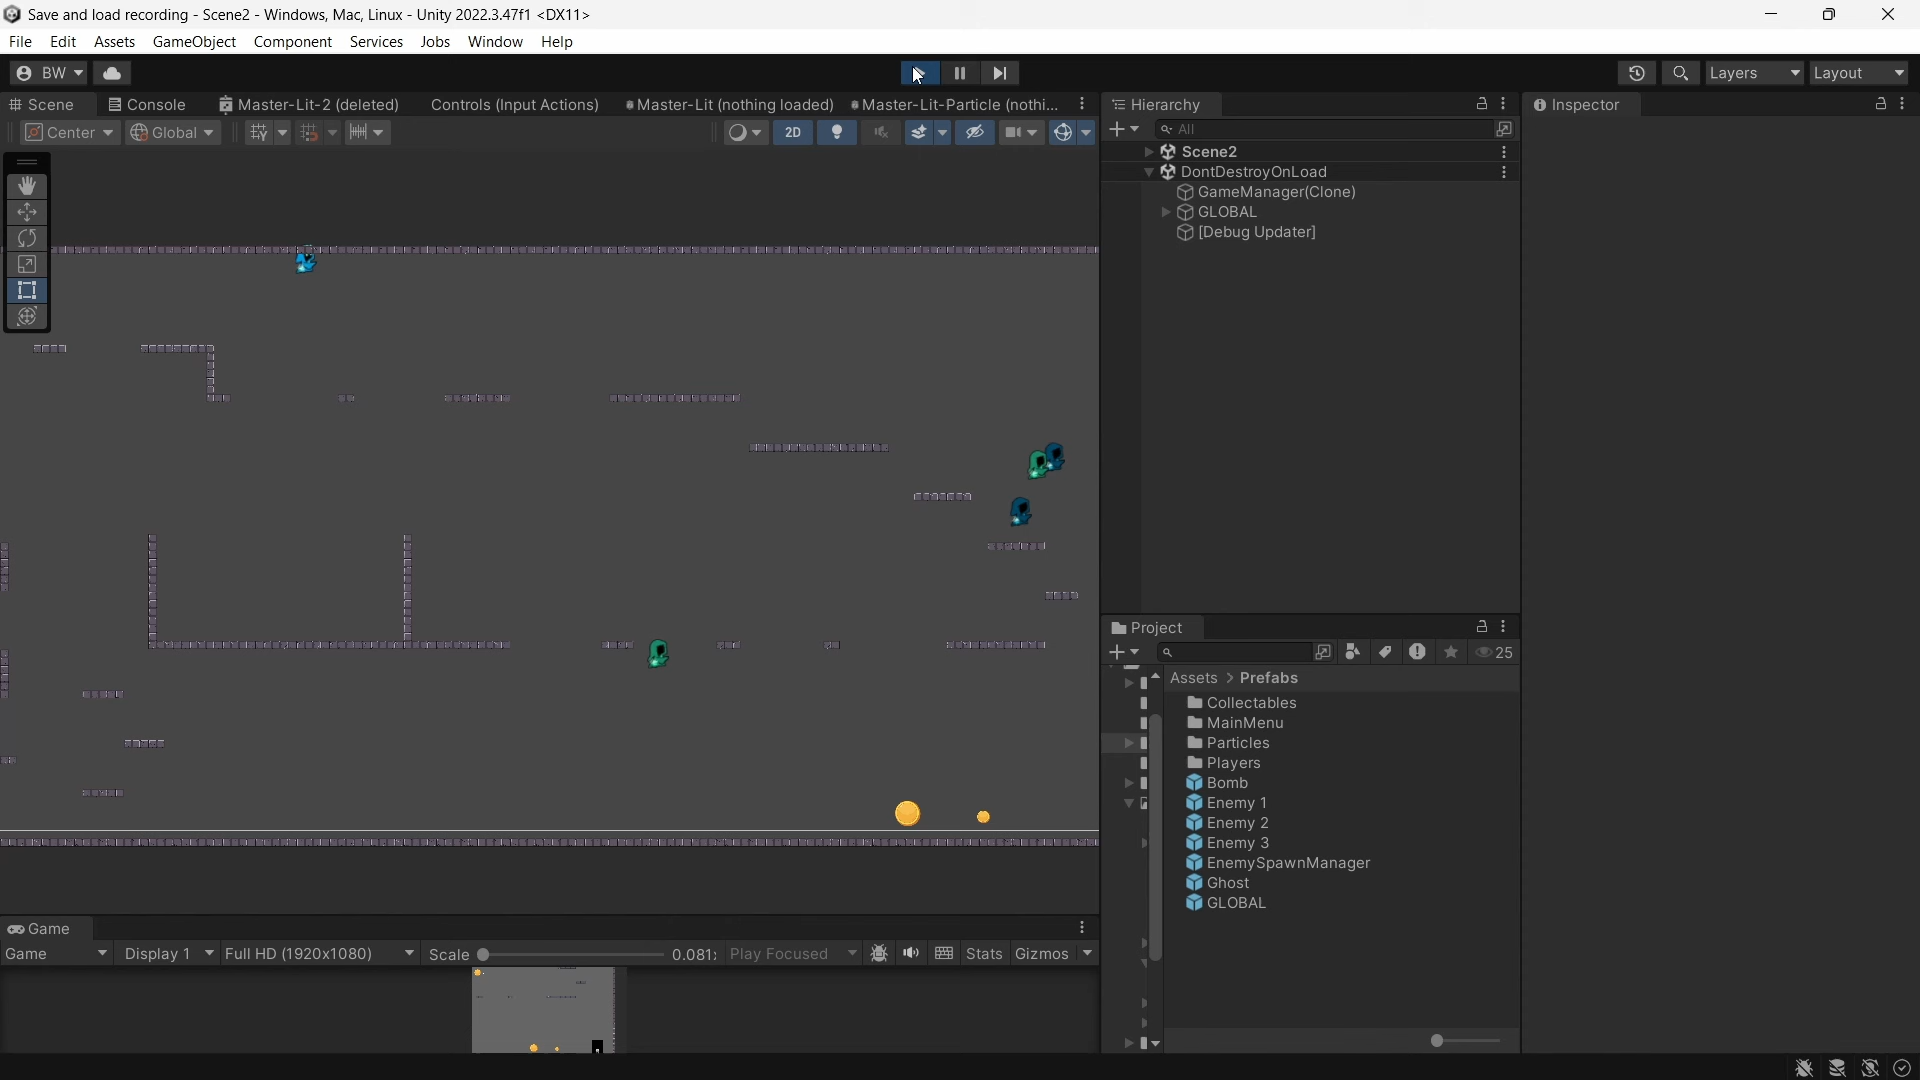 Save and load recording - Scene2 - Windows, Mac, Linux - Unity 2022.3.47f1 <DX11>
File Edit Assets GameObject Component Services Jobs Window Help
BW Layers Layout
Scene Console Master-Lit-2 (deleted) Controls (Input Actions) Master-Lit (nothing loaded) Master-Lit-Particle (nothi...
Center Global 2D
Hierarchy
All
Scene2
DontDestroyOnLoad
GameManager(Clone)
GLOBAL
[Debug Updater]
Inspector
Project
25
Assets > Prefabs
Collectables
MainMenu
Particles
Players
Bomb
Enemy 1
Enemy 2
Enemy 3
EnemySpawnManager
Ghost
GLOBAL
Game
Game Display 1 Full HD (1920x1080) Scale 0.081: Play Focused Stats Gizmos